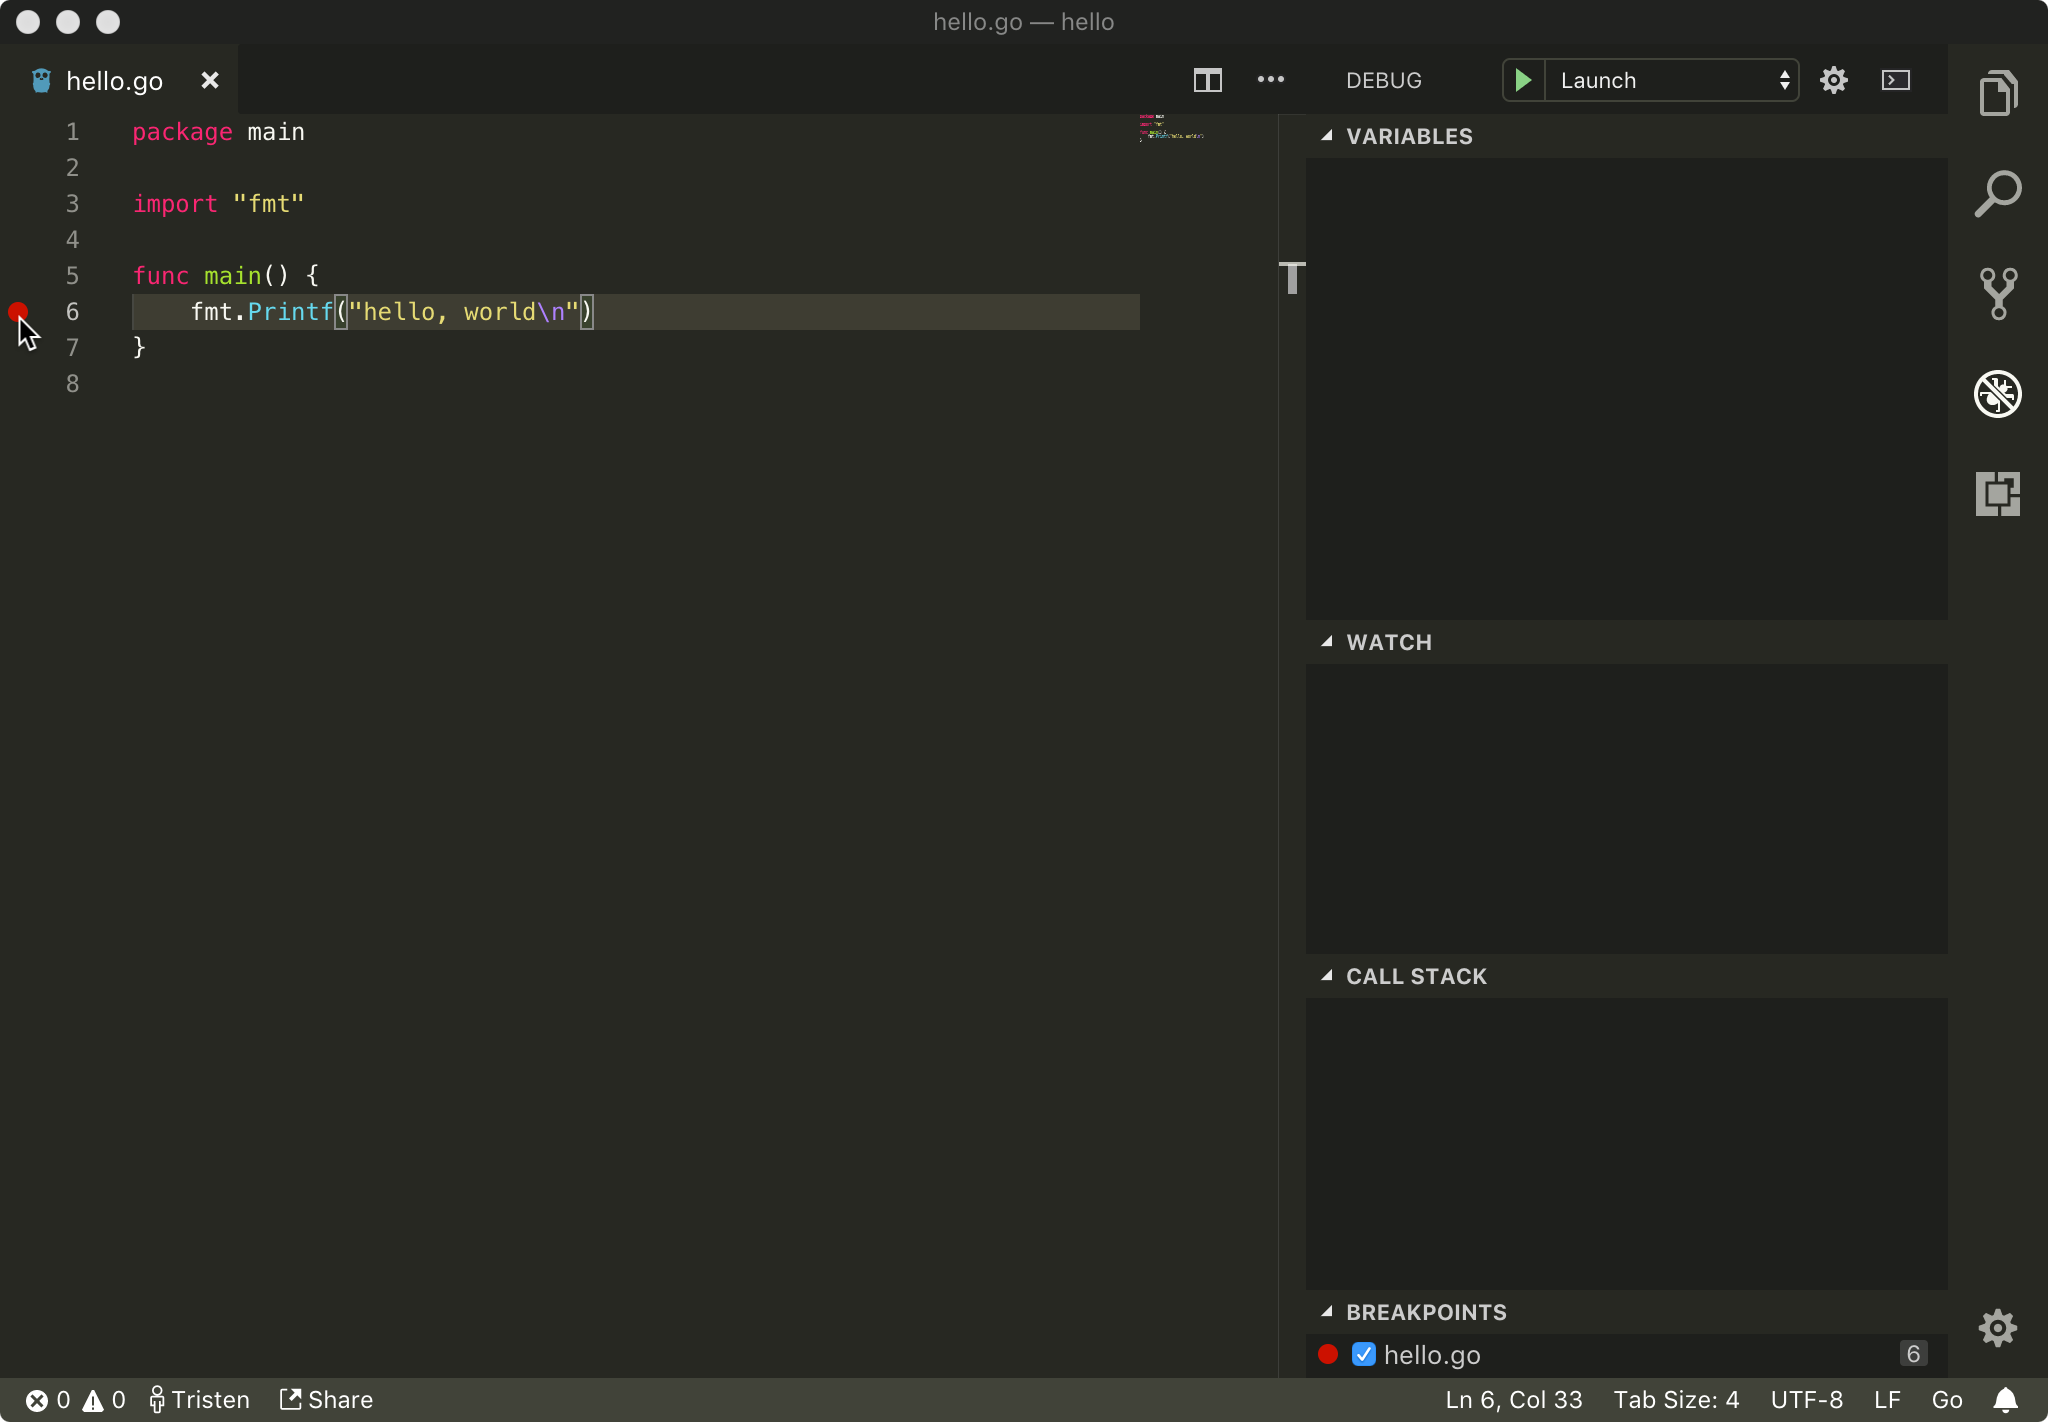 hello.go — hello
hello.go
DEBUG
Launch
1 package main
2
3 import "fmt"
4
5 func main() {
6 fmt.Printf("hello, world\n")
7 }
8
VARIABLES
WATCH
CALL STACK
BREAKPOINTS
hello.go 6
0 0 Tristen Share Ln 6, Col 33 Tab Size: 4 UTF-8 LF Go